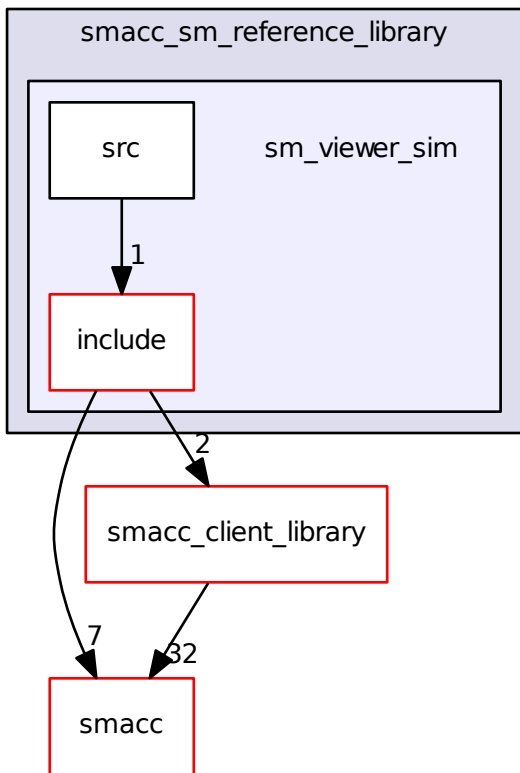 smacc_sm_reference_library
src
sm_viewer_sim
1
include
2
smacc_client_library
7
32
smacc